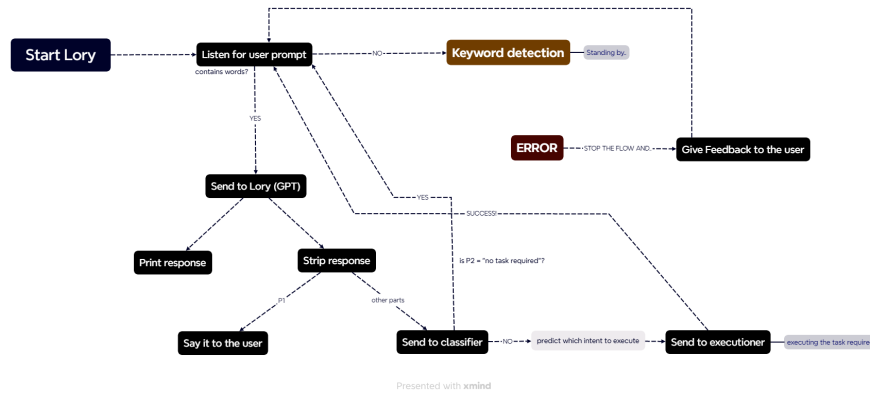 Start Lory
Listen for user prompt
contains words?
NO
Keyword detection
Standing by..
YES
ERROR
STOP THE FLOW AND..
Give Feedback to the user
Send to Lory (GPT)
YES
SUCCESS!
Print response
Strip response
is P2 = "no task required"?
P1
other parts
Say it to the user
Send to classifier
NO
predict which intent to execute
Send to executioner
executing the task require
Presented with xmind